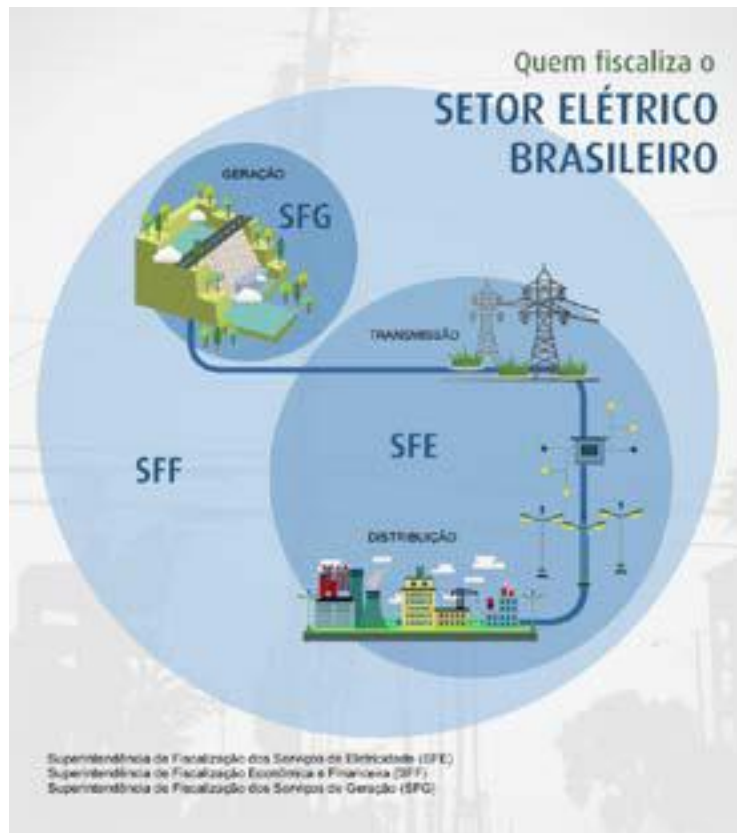 Quem fiscaliza o
SETOR ELÉTRICO
BRASILEIRO
GERAÇÃO
SFG
TRANSMISSÃO
SFE
SFF
DISTRIBUIÇÃO
Superintendência de Fiscalização dos Serviços de Eletricidade (SFE)
Superintendência de Fiscalização Econômica e Financeira (SFF)
Superintendência de Fiscalização dos Serviços de Geração (SFG)